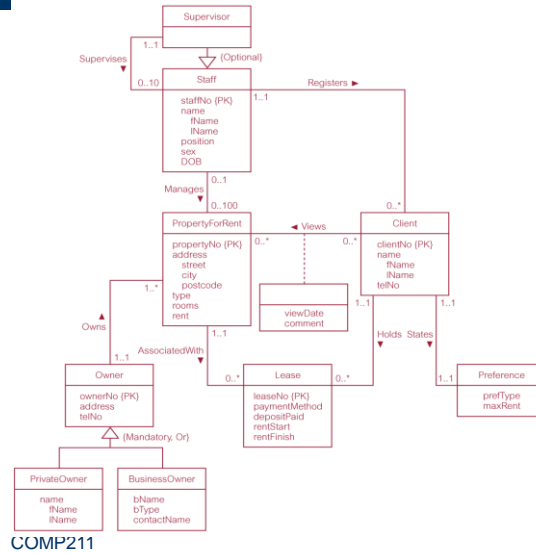 Supervisor
1..1
{Optional}
Supervises
0..10
Staff
Registers
1..1
staffNo {PK}
name
fName
lName
position
sex
DOB
0..1
Manages
0..100
0..*
PropertyForRent
Views
Client
0..*
0..*
propertyNo {PK}
address
street
city
postcode
type
rooms
rent
clientNo {PK}
name
fName
lName
telNo
1..*
viewDate
comment
1..1
1..1
1..1
Owns
AssociatedWith
Holds
States
1..1
0..*
0..*
1..1
Owner
Lease
Preference
ownerNo {PK}
address
telNo
leaseNo {PK}
paymentMethod
depositPaid
rentStart
rentFinish
prefType
maxRent
{Mandatory, Or}
PrivateOwner
BusinessOwner
name
fName
lName
bName
bType
contactName
COMP211